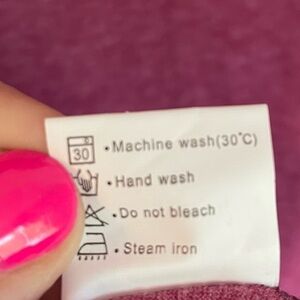 30 •Machine wash(30°C)
•Hand wash
•Do not bleach
•Steam iron